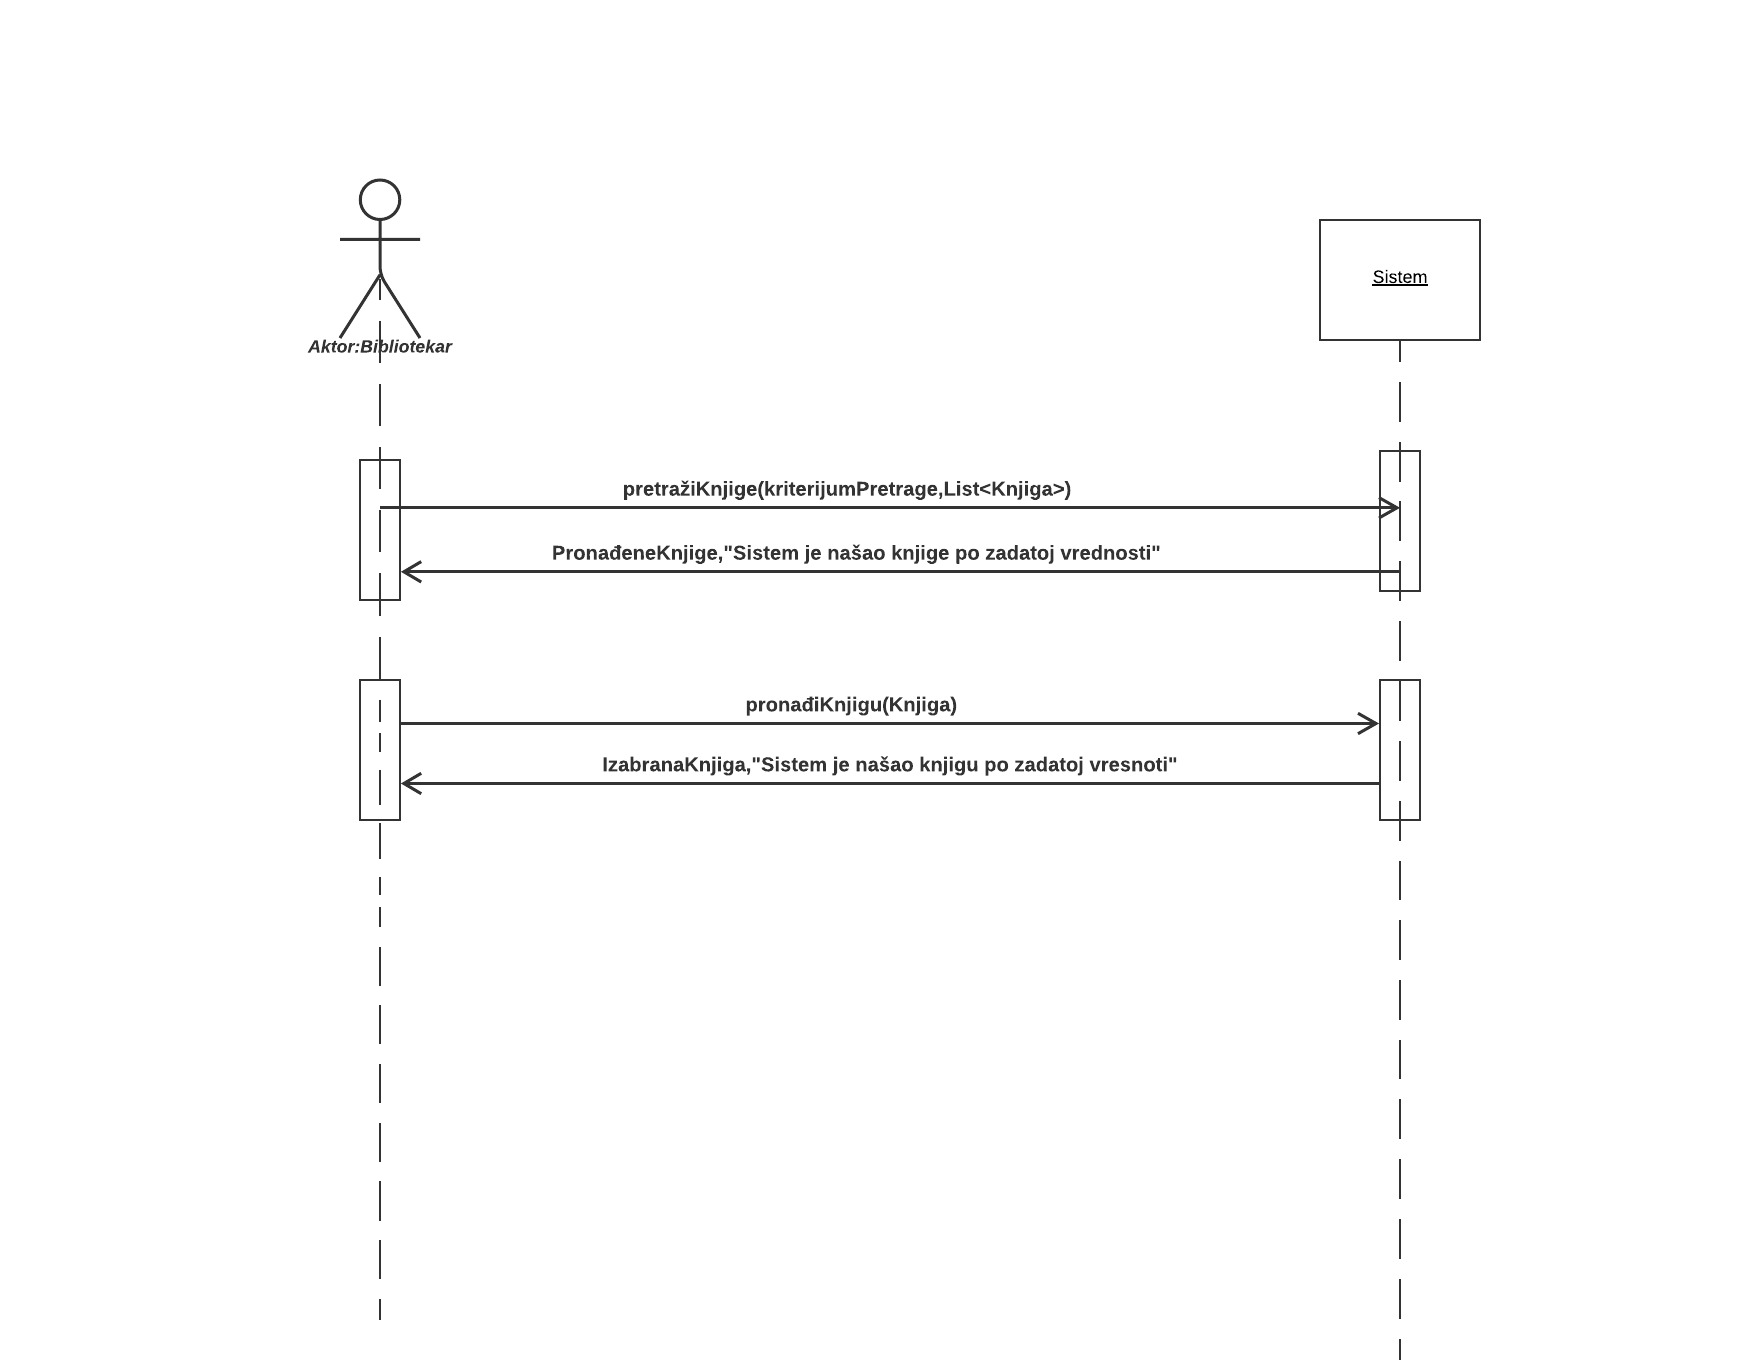 Sistem
Aktor:Bibliotekar
pretražiKnjige(kriterijumPretrage,List<Knjiga>)
PronađeneKnjige,"Sistem je našao knjige po zadatoj vrednosti"
pronađiKnjigu(Knjiga)
IzabranaKnjiga,"Sistem je našao knjigu po zadatoj vresnoti"